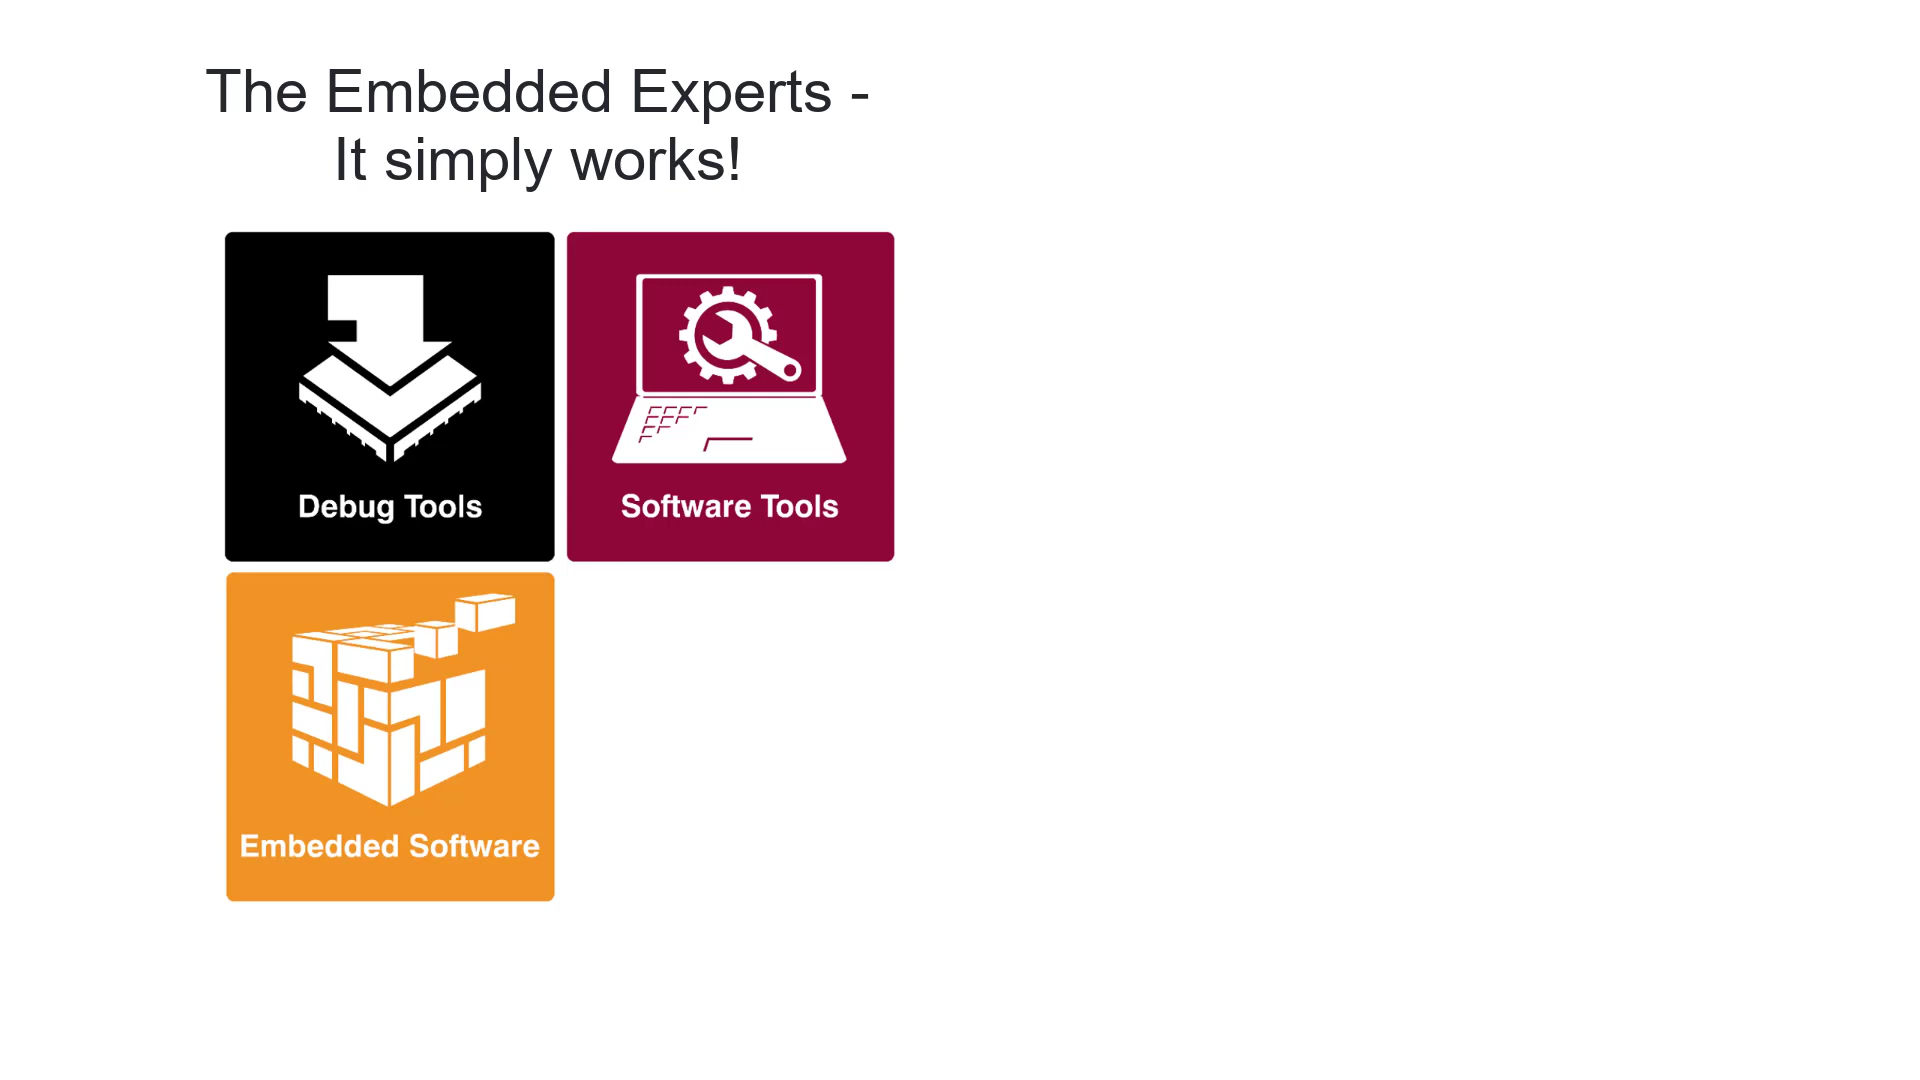 The Embedded Experts -
It simply works!
Debug Tools
Software Tools
Embedded Software